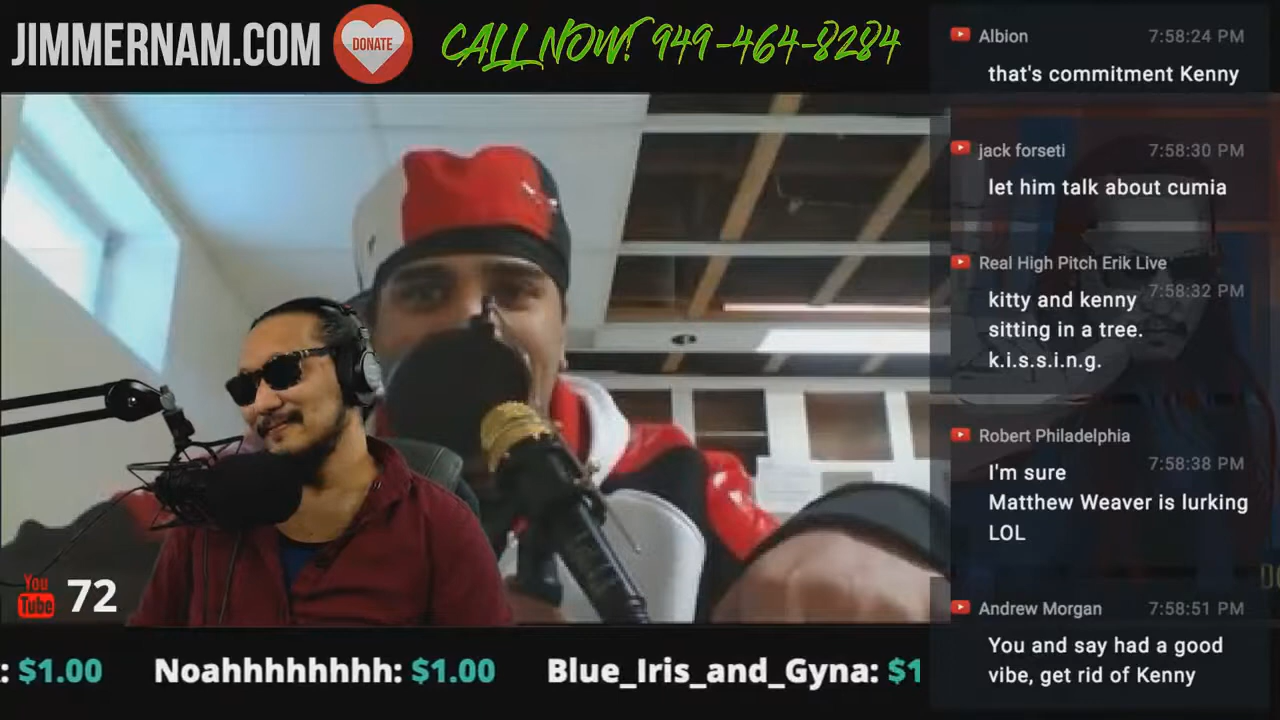 JIMMERNAM.COM
DONATE
CALL NOW! 949-464-8284
Albion 7:58:24 PM
that's commitment Kenny
jack forseti 7:58:30 PM
let him talk about cumia
Real High Pitch Erik Live
7:58:32 PM
kitty and kenny
sitting in a tree.
k.i.s.s.i.n.g.
Robert Philadelphia
7:58:38 PM
I'm sure
Matthew Weaver is lurking
LOL
Andrew Morgan 7:58:51 PM
You and say had a good
vibe, get rid of Kenny
You
Tube
72
: $1.00 Noahhhhhhhhh: $1.00 Blue_Iris_and_Gyna: $1